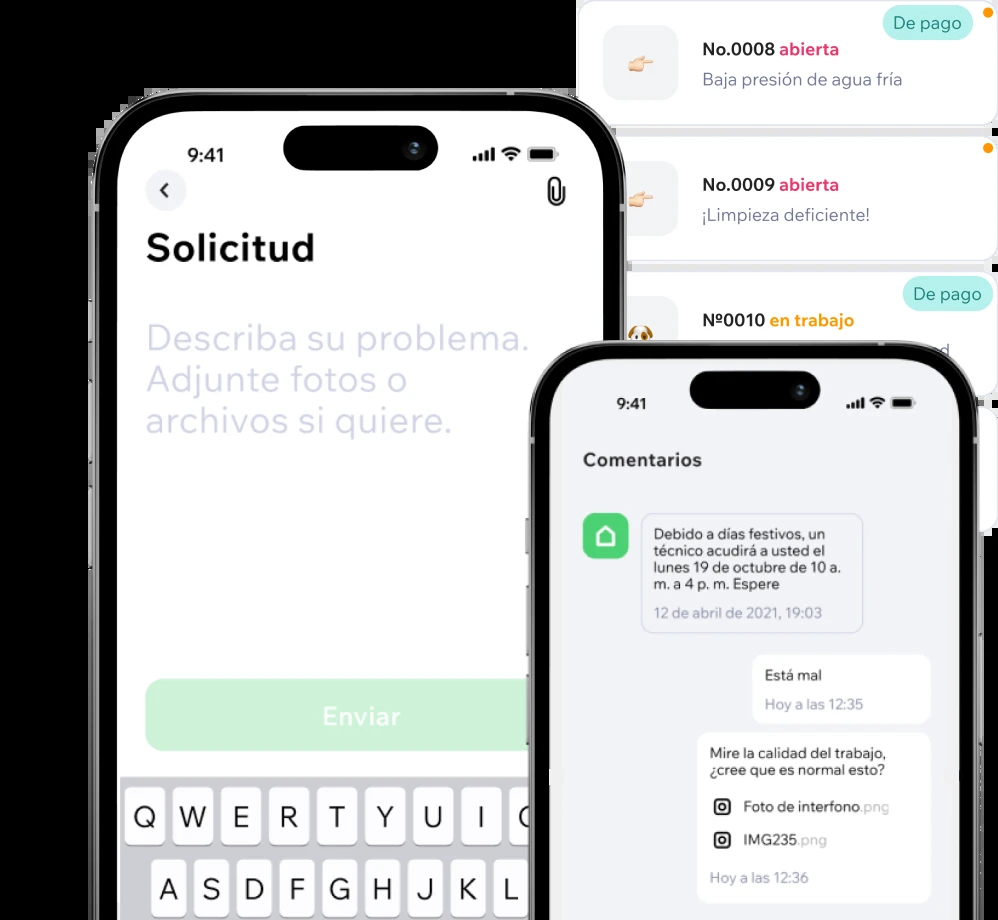 De pago
No.0008 abierta
Baja presión de agua fría
No.0009 abierta
¡Limpieza deficiente!
De pago
Nº0010 en trabajo
9:41
Solicitud
Describa su problema.
Adjunte fotos o
archivos si quiere.
Enviar
Q W E R T Y U I
A S D F G H J K L
9:41
Comentarios
Debido a días festivos, un
técnico acudirá a usted el
lunes 19 de octubre de 10 a.
m. a 4 p. m. Espere
12 de abril de 2021, 19:03
Está mal
Hoy a las 12:35
Mire la calidad del trabajo,
¿cree que es normal esto?
Foto de interfono.png
IMG235.png
Hoy a las 12:36